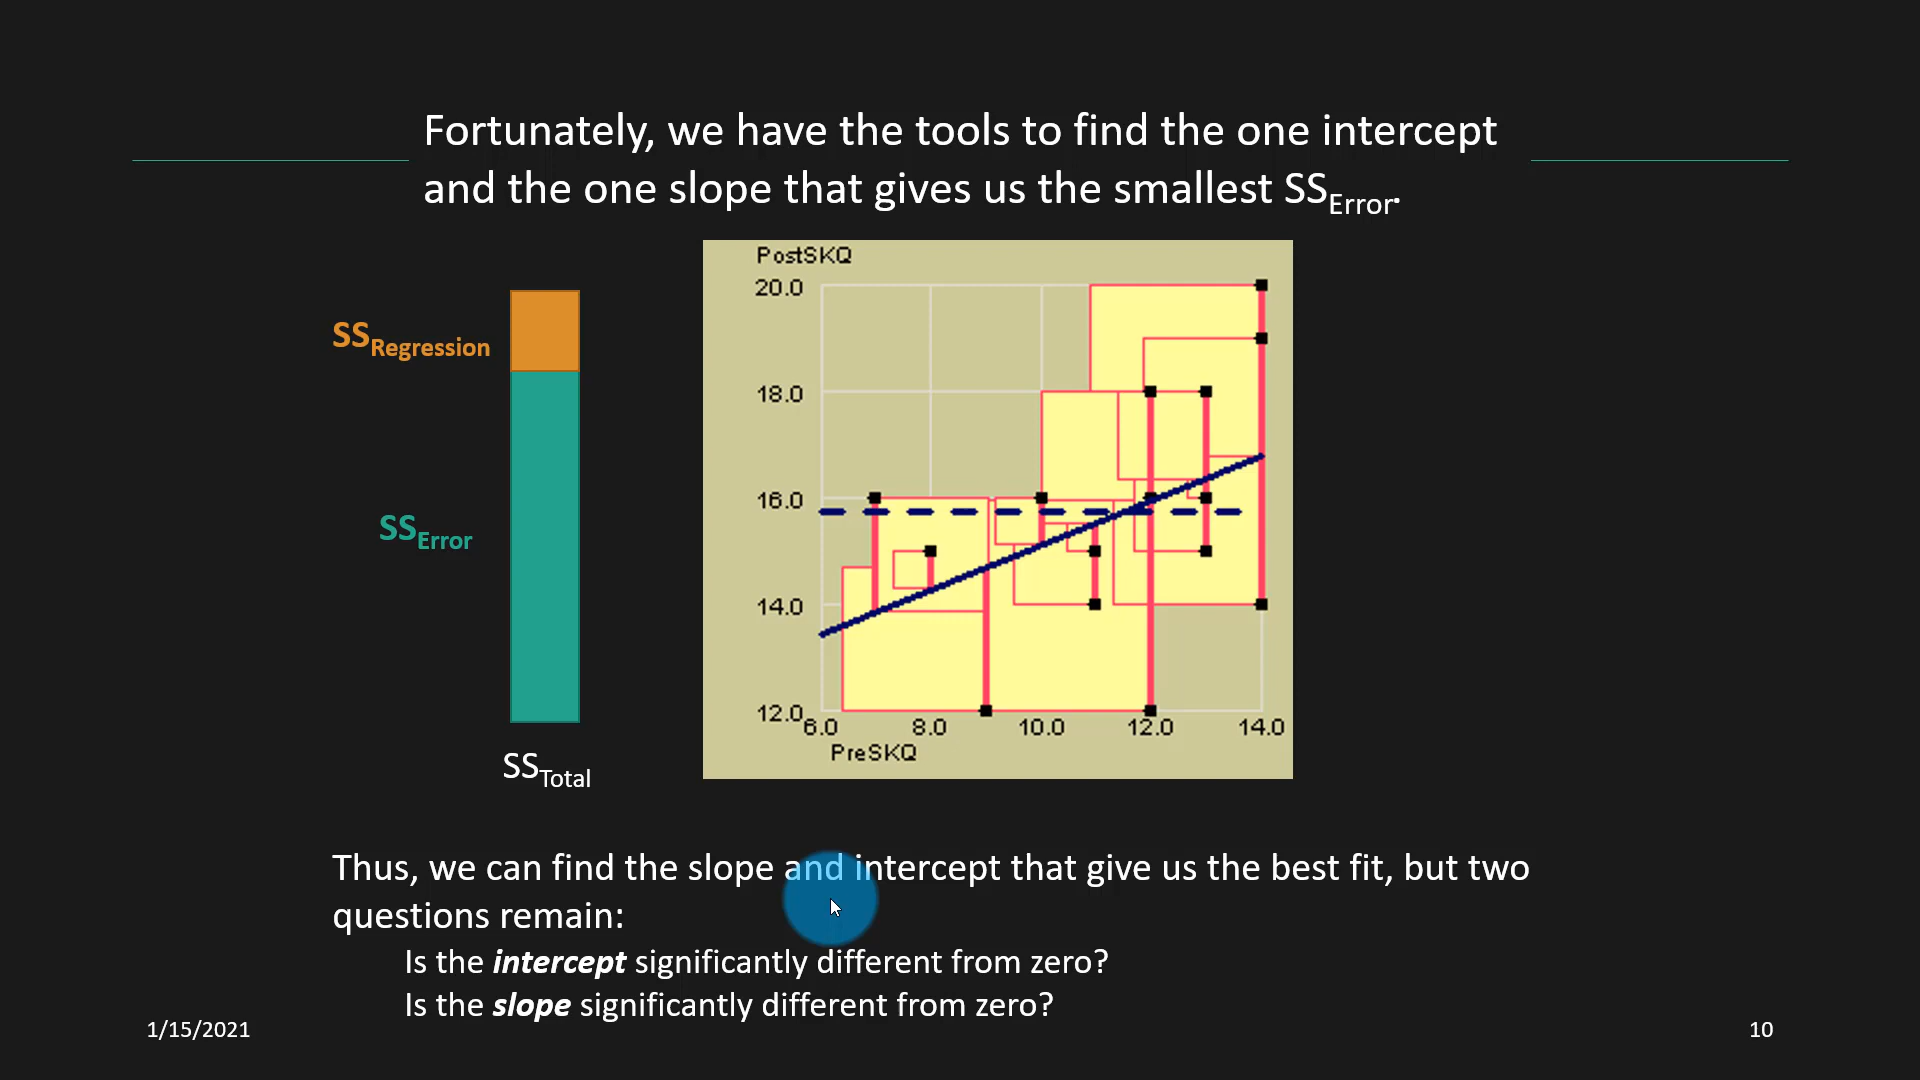 Fortunately, we have the tools to find the one intercept
and the one slope that gives us the smallest SSError.
PostSKQ
20.0
18.0
16.0
14.0
12.0
6.0 8.0 10.0 12.0 14.0
PreSKQ
SSRegression
SSError
SSTotal
Thus, we can find the slope and intercept that give us the best fit, but two
questions remain:
Is the intercept significantly different from zero?
Is the slope significantly different from zero?
1/15/2021
10